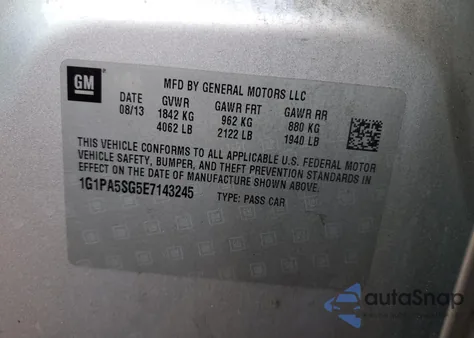 GM
MFD BY GENERAL MOTORS LLC
DATE GVWR GAWR FRT GAWR RR
08/13 1842 KG 962 KG 880 KG
4062 LB 2122 LB 1940 LB
THIS VEHICLE CONFORMS TO ALL APPLICABLE U.S. FEDERAL MOTOR
VEHICLE SAFETY, BUMPER, AND THEFT PREVENTION STANDARDS IN
EFFECT ON THE DATE OF MANUFACTURE SHOWN ABOVE.
1G1PA5SG5E7143245 TYPE: PASS CAR
autaSnap